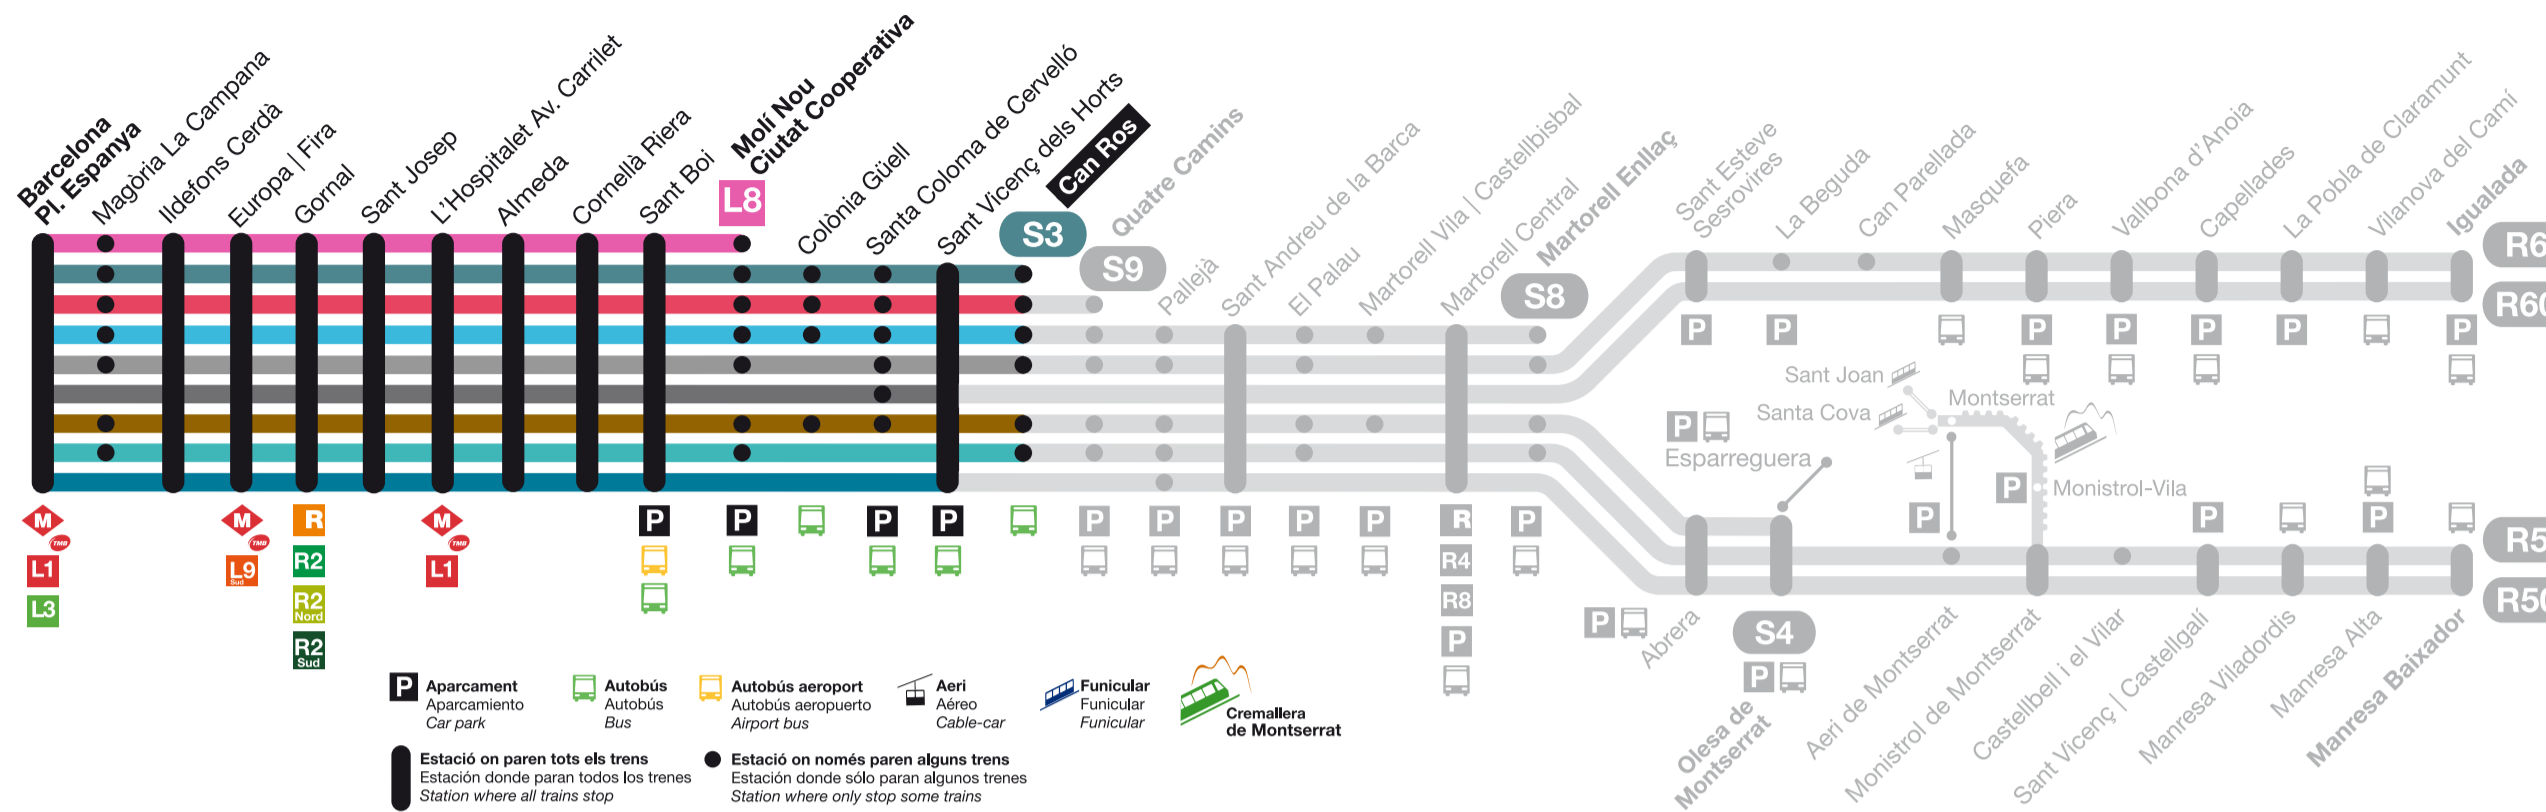 Barcelona
Pl. Espanya
Magòria La Campana
Ildefons Cerdà
Europa | Fira
Gornal
Sant Josep
L'Hospitalet Av. Carrilet
Almeda
Cornellà Riera
Sant Boi
Molí Nou
Ciutat Cooperativa
L8
Colònia Güell
Santa Coloma de Cervelló
Sant Vicenç dels Horts
Can Ros
S3
Quatre Camins
S9
Pallejà
Sant Andreu de la Barca
El Palau
Martorell Vila | Castellbisbal
Martorell Central
Martorell Enllaç
S8
Sant Esteve
Sesrovires
La Beguda
Can Parellada
Masquefa
Piera
Vallbona d'Anoia
Capellades
La Pobla de Claramunt
Vilanova del Camí
Igualada
R6
R60
P
P
P
P
P
P
P
Sant Joan
Santa Cova
Montserrat
P
Esparreguera
P
P
Monistrol-Vila
P
P
R5
R50
M
TMB
L1
L3
M
TMB
L9
Sud
R
R2
R2
Nord
R2
Sud
M
TMB
L1
P
P
P
P
P
P
P
P
P
R
R4
R8
P
P
P
Abrera
S4
P
Olesa de
Montserrat
Aeri de Montserrat
Monistrol de Montserrat
Castellbell i el Vilar
Sant Vicenç | Castellgalí
Manresa Viladordis
Manresa Alta
Manresa Baixador
P
Aparcament
Aparcamiento
Car park
Autobús
Autobús
Bus
Autobús aeroport
Autobús aeropuerto
Airport bus
Aeri
Aéreo
Cable-car
Funicular
Funicular
Funicular
Cremallera
de Montserrat
Estació on paren tots els trens
Estación donde paran todos los trenes
Station where all trains stop
Estació on només paren alguns trens
Estación donde sólo paran algunos trenes
Station where only stop some trains